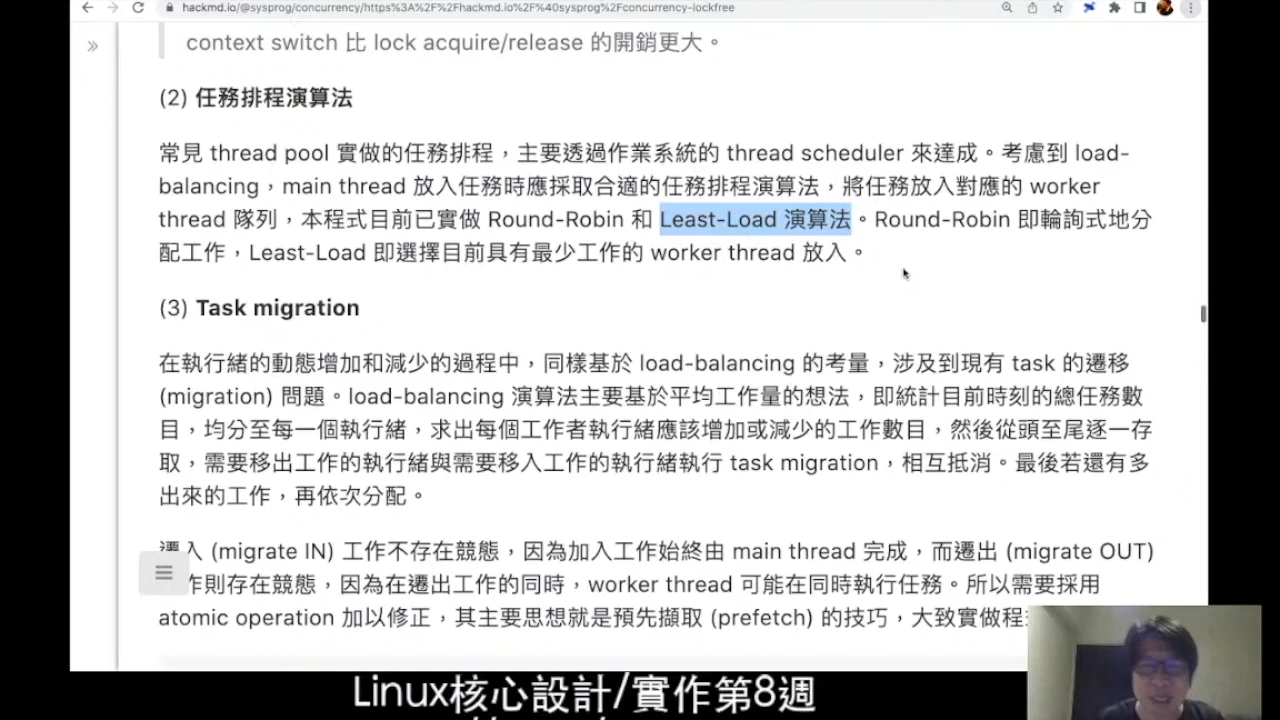 hackmd.io/@sysprog/concurrency/https%3A%2F%2Fhackmd.io%2F%40sysprog%2Fconcurrency-lockfree
context switch 比 lock acquire/release 的開銷更大。
(2) 任務排程演算法
常見 thread pool 實做的任務排程，主要透過作業系統的 thread scheduler 來達成。考慮到 load-
balancing，main thread 放入任務時應採取合適的任務排程演算法，將任務放入對應的 worker
thread 隊列，本程式目前已實做 Round-Robin 和 Least-Load 演算法。Round-Robin 即輪詢式地分
配工作，Least-Load 即選擇目前具有最少工作的 worker thread 放入。
(3) Task migration
在執行緒的動態增加和減少的過程中，同樣基於 load-balancing 的考量，涉及到現有 task 的遷移
(migration) 問題。load-balancing 演算法主要基於平均工作量的想法，即統計目前時刻的總任務數
目，均分至每一個執行緒，求出每個工作者執行緒應該增加或減少的工作數目，然後從頭至尾逐一存
取，需要移出工作的執行緒與需要移入工作的執行緒執行 task migration，相互抵消。最後若還有多
出來的工作，再依次分配。
遷入 (migrate IN) 工作不存在競態，因為加入工作始終由 main thread 完成，而遷出 (migrate OUT)
作則存在競態，因為在遷出工作的同時，worker thread 可能在同時執行任務。所以需要採用
atomic operation 加以修正，其主要思想就是預先擷取 (prefetch) 的技巧，大致實做程
Linux核心設計/實作第8週